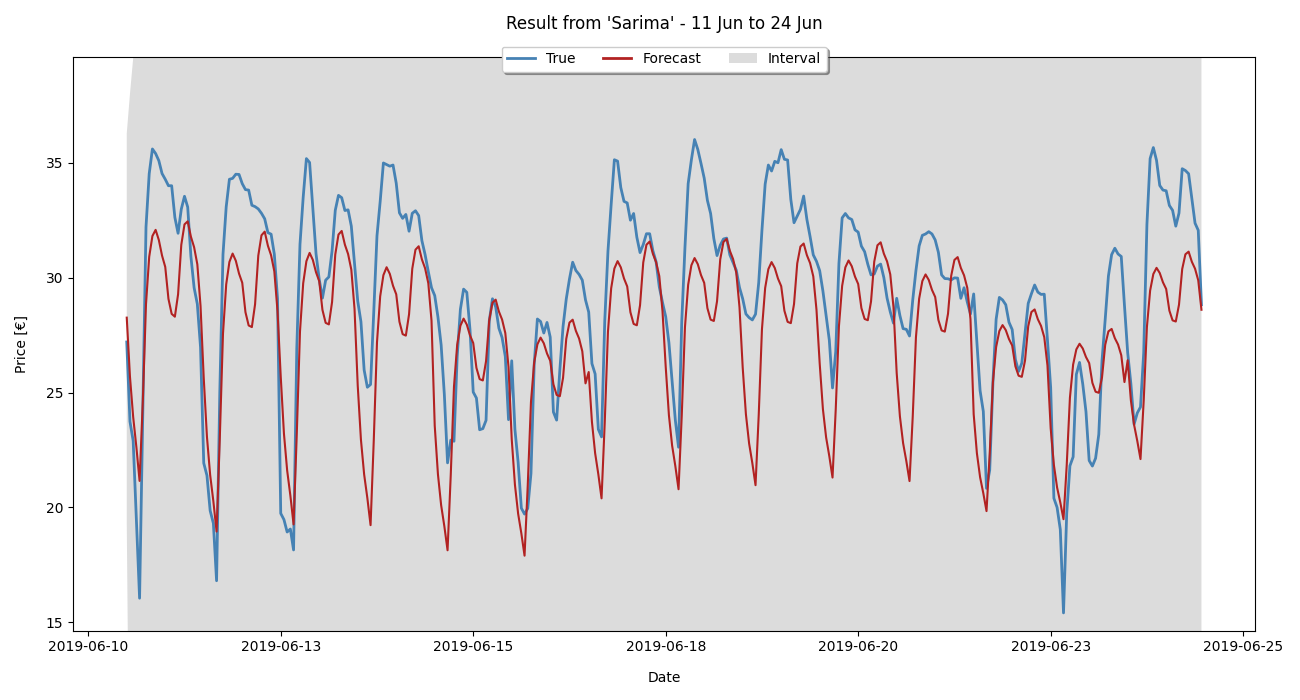 Result from 'Sarima' - 11 Jun to 24 Jun
True Forecast Interval
35
30
25
20
15
Price [€]
2019-06-10 2019-06-13 2019-06-15 2019-06-18 2019-06-20 2019-06-23 2019-06-25
Date